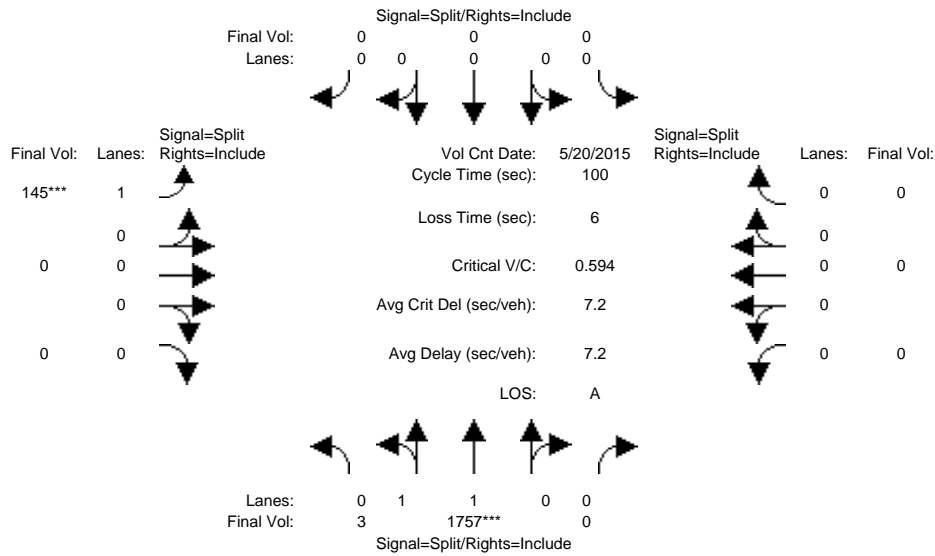 Signal=Split/Rights=Include
Final Vol: 0 0 0
Lanes: 0 0 0 0 0
Signal=Split Signal=Split
Final Vol: Lanes: Rights=Include Vol Cnt Date: 5/20/2015 Rights=Include Lanes: Final Vol:
Cycle Time (sec): 100
145*** 1 0 0
Loss Time (sec): 6
0 0
0 0 Critical V/C: 0.594 0 0
0 Avg Crit Del (sec/veh): 7.2 0
0 0 Avg Delay (sec/veh): 7.2 0 0
LOS: A
Lanes: 0 1 1 0 0
Final Vol: 3 1757*** 0
Signal=Split/Rights=Include